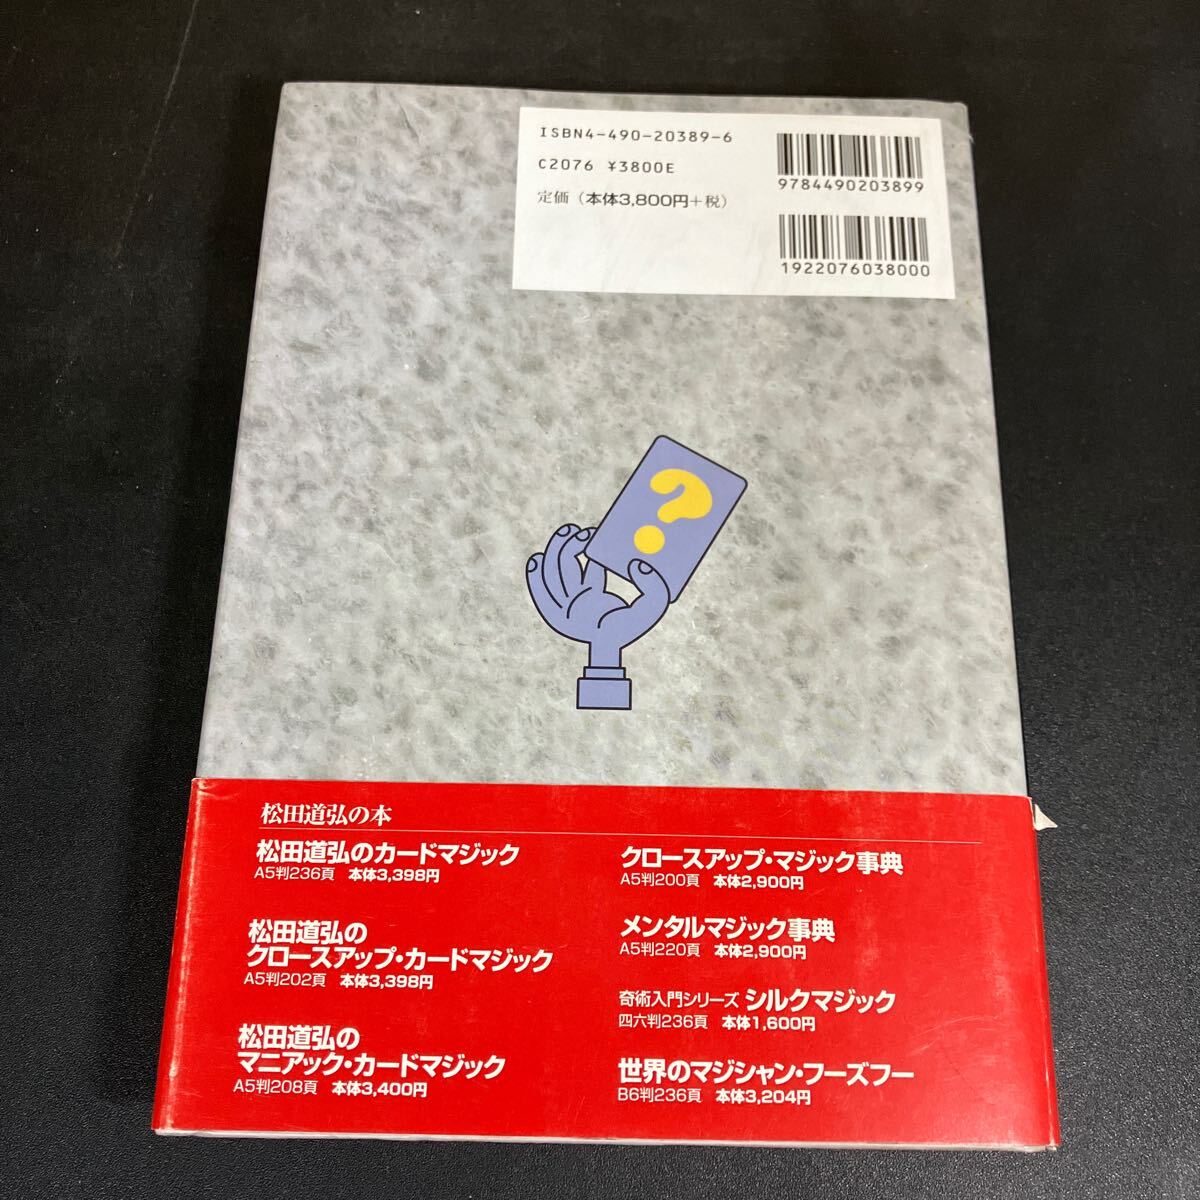 ISBN4-490-20389-6
C2076 ¥3800E
定価（本体3,800円+税）
9784490203899
1922076038000
?
松田道弘の本
松田道弘のカードマジック
A5判236頁 本体3,398円
松田道弘の
クロースアップ・カードマジック
A5判202頁 本体3,398円
松田道弘の
マニアック・カードマジック
A5判208頁 本体3,400円
クロースアップ・マジック事典
A5判200頁 本体2,900円
メンタルマジック事典
A5判220頁 本体2,900円
奇術入門シリーズ シルクマジック
四六判236頁 本体1,600円
世界のマジシャン・フーズフー
B6判236頁 本体3,204円